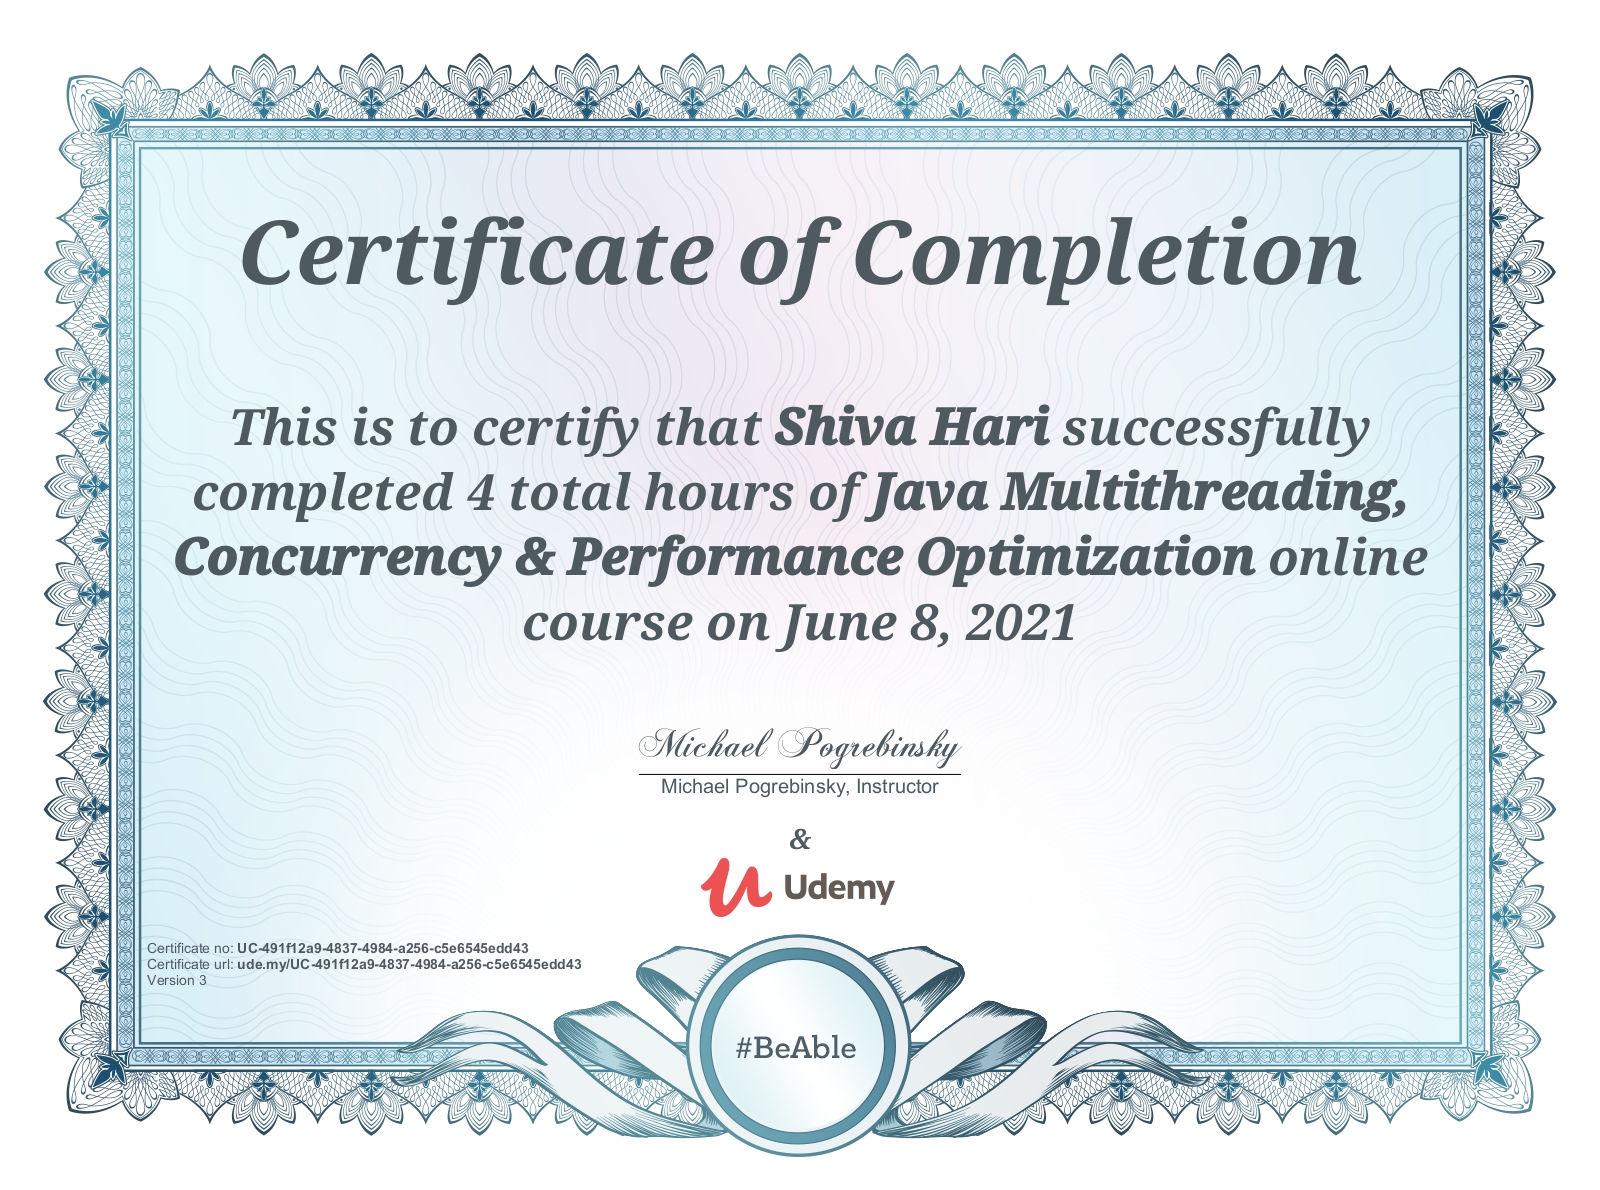 Certificate of Completion
This is to certify that Shiva Hari successfully
completed 4 total hours of Java Multithreading,
Concurrency & Performance Optimization online
course on June 8, 2021
Michael Pogrebinsky
Michael Pogrebinsky, Instructor
&
Udemy
Certificate no: UC-491f12a9-4837-4984-a256-c5e6545edd43
Certificate url: ude.my/UC-491f12a9-4837-4984-a256-c5e6545edd43
Version 3
#BeAble